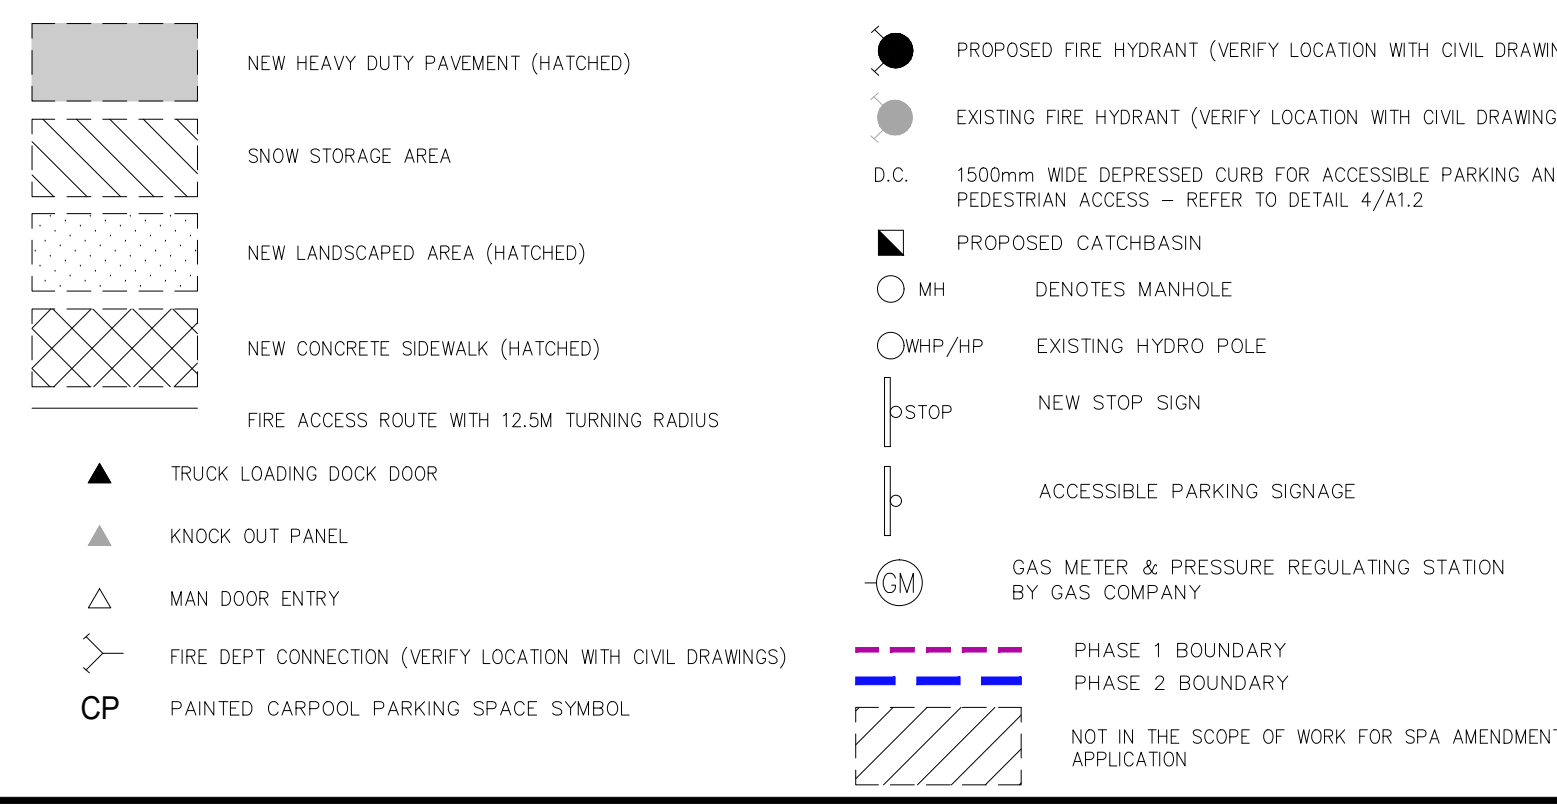 NEW HEAVY DUTY PAVEMENT (HATCHED)
SNOW STORAGE AREA
NEW LANDSCAPED AREA (HATCHED)
NEW CONCRETE SIDEWALK (HATCHED)
FIRE ACCESS ROUTE WITH 12.5M TURNING RADIUS
TRUCK LOADING DOCK DOOR
KNOCK OUT PANEL
MAN DOOR ENTRY
FIRE DEPT CONNECTION (VERIFY LOCATION WITH CIVIL DRAWINGS)
CP PAINTED CARPOOL PARKING SPACE SYMBOL
PROPOSED FIRE HYDRANT (VERIFY LOCATION WITH CIVIL
EXISTING FIRE HYDRANT (VERIFY LOCATION WITH CIVIL DRAWING
D.C. 1500mm WIDE DEPRESSED CURB FOR ACCESSIBLE PARKING AN
PEDESTRIAN ACCESS – REFER TO DETAIL 4/A1.2
PROPOSED CATCHBASIN
MH DENOTES MANHOLE
WHP/HP EXISTING HYDRO POLE
STOP NEW STOP SIGN
ACCESSIBLE PARKING SIGNAGE
GM GAS METER & PRESSURE REGULATING STATION
BY GAS COMPANY
PHASE 1 BOUNDARY
PHASE 2 BOUNDARY
NOT IN THE SCOPE OF WORK FOR SPA AMENDMENT
APPLICATION